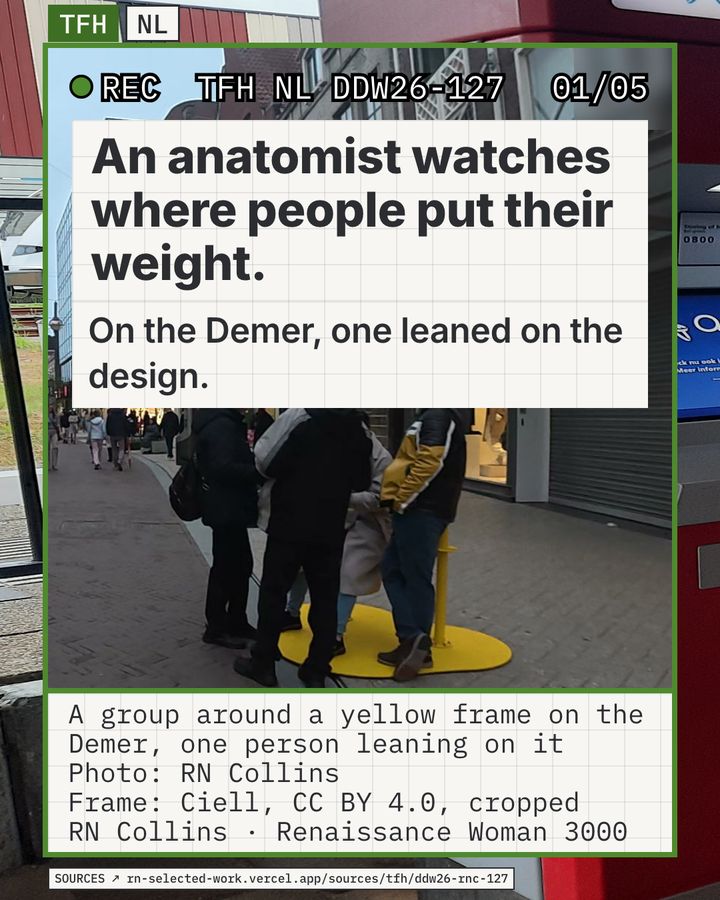 TFH NL
REC TFH NL DDW26-127 01/05
An anatomist watches
where people put their
weight.
On the Demer, one leaned on the
design.
0800
A group around a yellow frame on the
Demer, one person leaning on it
Photo: RN Collins
Frame: Ciell, CC BY 4.0, cropped
RN Collins · Renaissance Woman 3000
SOURCES ↗ rn-selected-work.vercel.app/sources/tfh/ddw26-rnc-127